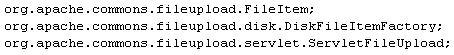 org.apache.commons.fileupload.FileItem;
org.apache.commons.fileupload.disk.DiskFileItemFactory;
org.apache.commons.fileupload.servlet.ServletFileUpload;